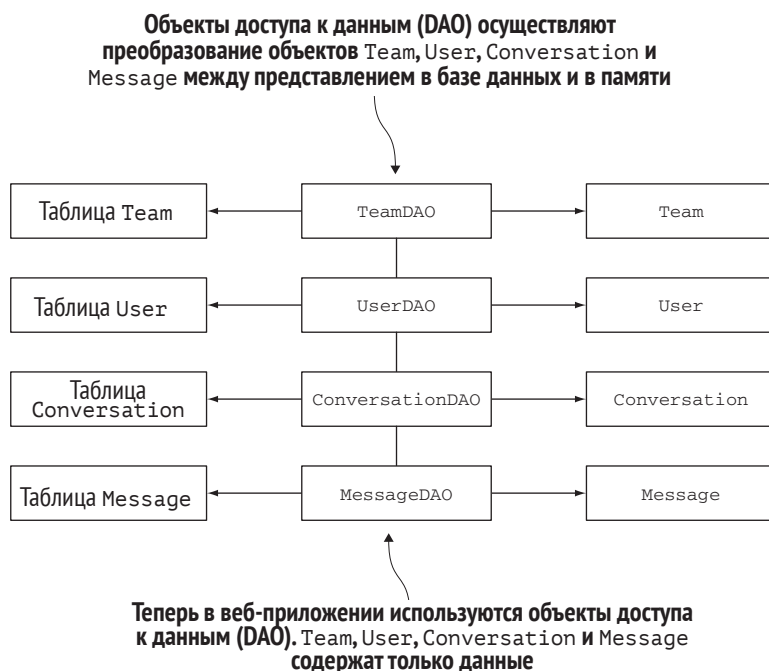 Объекты доступа к данным (DAO) осуществляют
преобразование объектов Team, User, Conversation и
Message между представлением в базе данных и в памяти
Таблица Team
TeamDAO
Team
Таблица User
UserDAO
User
Таблица
Conversation
ConversationDAO
Conversation
Таблица Message
MessageDAO
Message
Теперь в веб-приложении используются объекты доступа
к данным (DAO). Team, User, Conversation и Message
содержат только данные